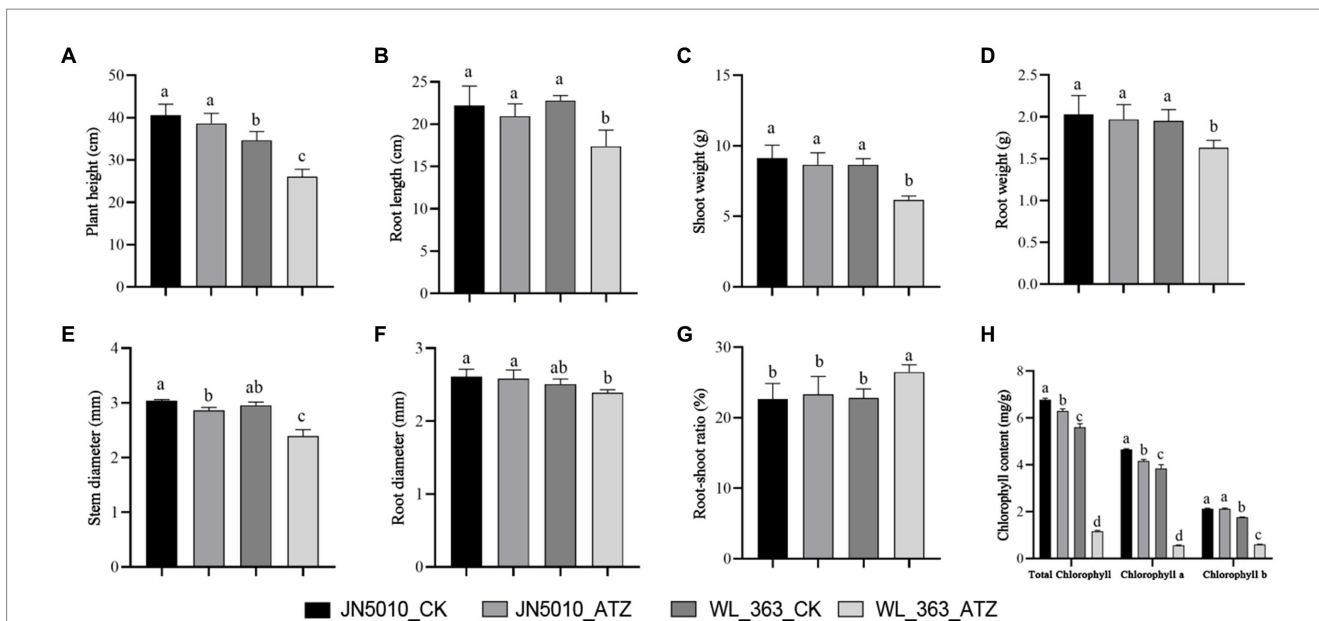 A
Plant height (cm)
50
40
30
20
10
0
a
a
b
c
B
Root length (cm)
25
20
15
10
5
0
a
a
a
b
C
Shoot weight (g)
15
10
5
0
a
a
a
b
D
Root weight (g)
2.5
2.0
1.5
1.0
0.5
0.0
a
a
a
b
E
Stem diameter (mm)
4
3
2
1
0
a
b
ab
c
F
Root diameter (mm)
3
2
1
0
a
a
ab
b
G
Root-shoot ratio (%)
30
20
10
0
b
b
b
a
H
Chlorophyll content (mg/g)
8
6
4
2
0
a
b
c
d
a
b
c
d
a
a
b
c
Total Chlorophyll
Chlorophyll a
Chlorophyll b
JN5010_CK
JN5010_ATZ
WL_363_CK
WL_363_ATZ